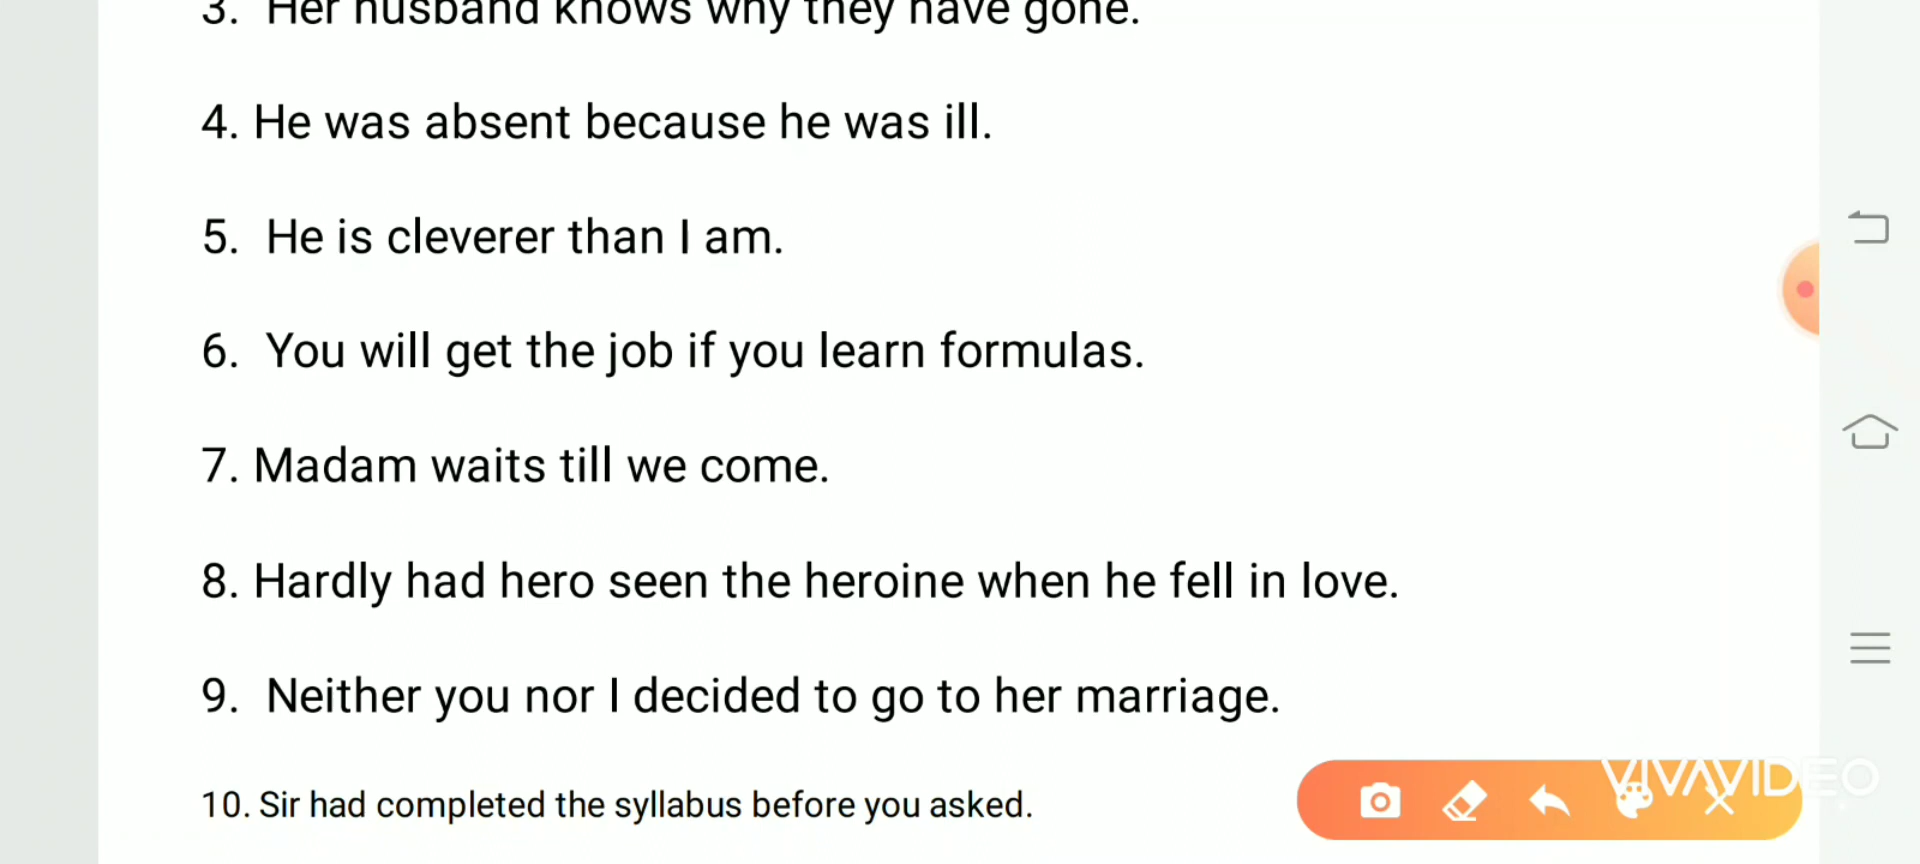 3. Her husband knows why they have gone.
4. He was absent because he was ill.
5. He is cleverer than I am.
6. You will get the job if you learn formulas.
7. Madam waits till we come.
8. Hardly had hero seen the heroine when he fell in love.
9. Neither you nor I decided to go to her marriage.
10. Sir had completed the syllabus before you asked.
VIVAVIDEO